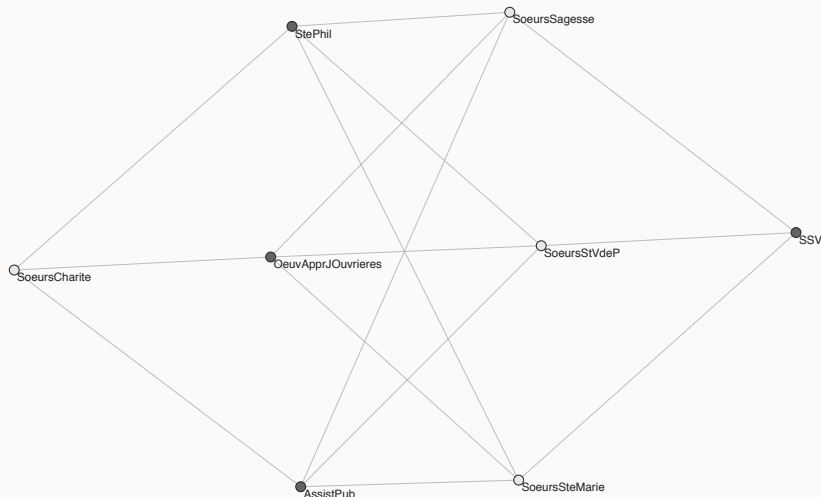 SoeursSagesse
StePhil
SSV
SoeursStVdeP
OeuvApprJOuvrieres
SoeursCharite
SoeursSteMarie
AssistPub